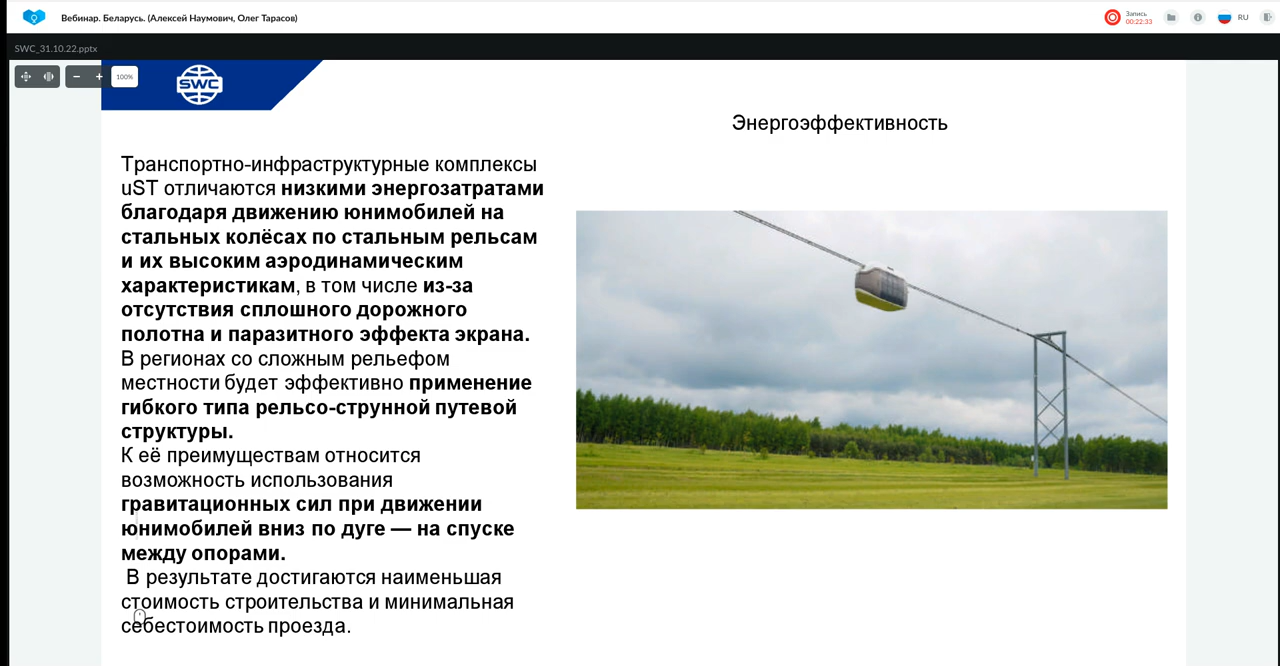 Вебинар. Беларусь. (Алексей Наумович, Олег Тарасов)
Запись
00:22:33
RU
SWC_31.10.22.pptx
100%
SWC
Энергоэффективность
Транспортно-инфраструктурные комплексы
uST отличаются низкими энергозатратами
благодаря движению юнимобилей на
стальных колёсах по стальным рельсам
и их высоким аэродинамическим
характеристикам, в том числе из-за
отсутствия сплошного дорожного
полотна и паразитного эффекта экрана.
В регионах со сложным рельефом
местности будет эффективно применение
гибкого типа рельсо-струнной путевой
структуры.
К её преимуществам относится
возможность использования
гравитационных сил при движении
юнимобилей вниз по дуге — на спуске
между опорами.
В результате достигаются наименьшая
стоимость строительства и минимальная
себестоимость проезда.